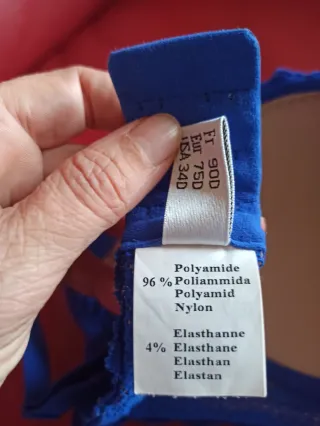 Fr 90D
Eur 75D
USA 34D
Polyamide
96 % Poliammida
Polyamid
Nylon
Elasthanne
4% Elasthane
Elasthan
Elastan